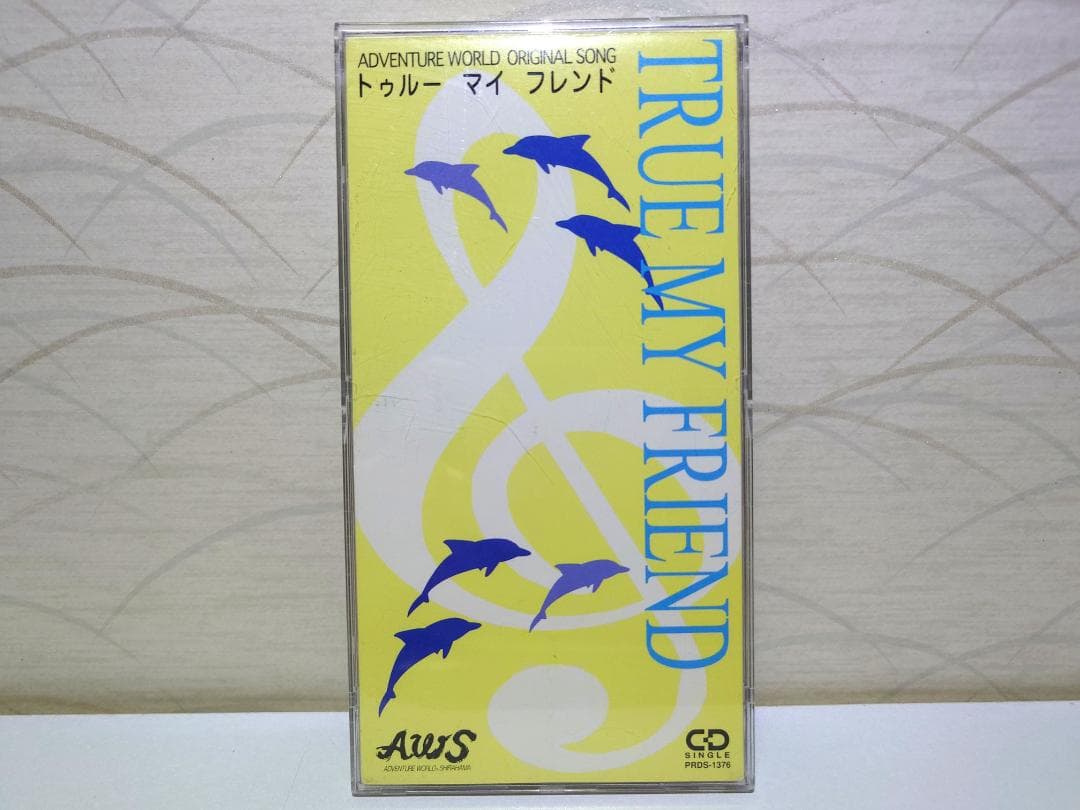 ADVENTURE WORLD ORIGINAL SONG
トゥルー マイ フレンド
TRUE MY FRIEND
AWS
ADVENTURE WORLD in SHIRAHAMA
CD
SINGLE
PRDS-1376